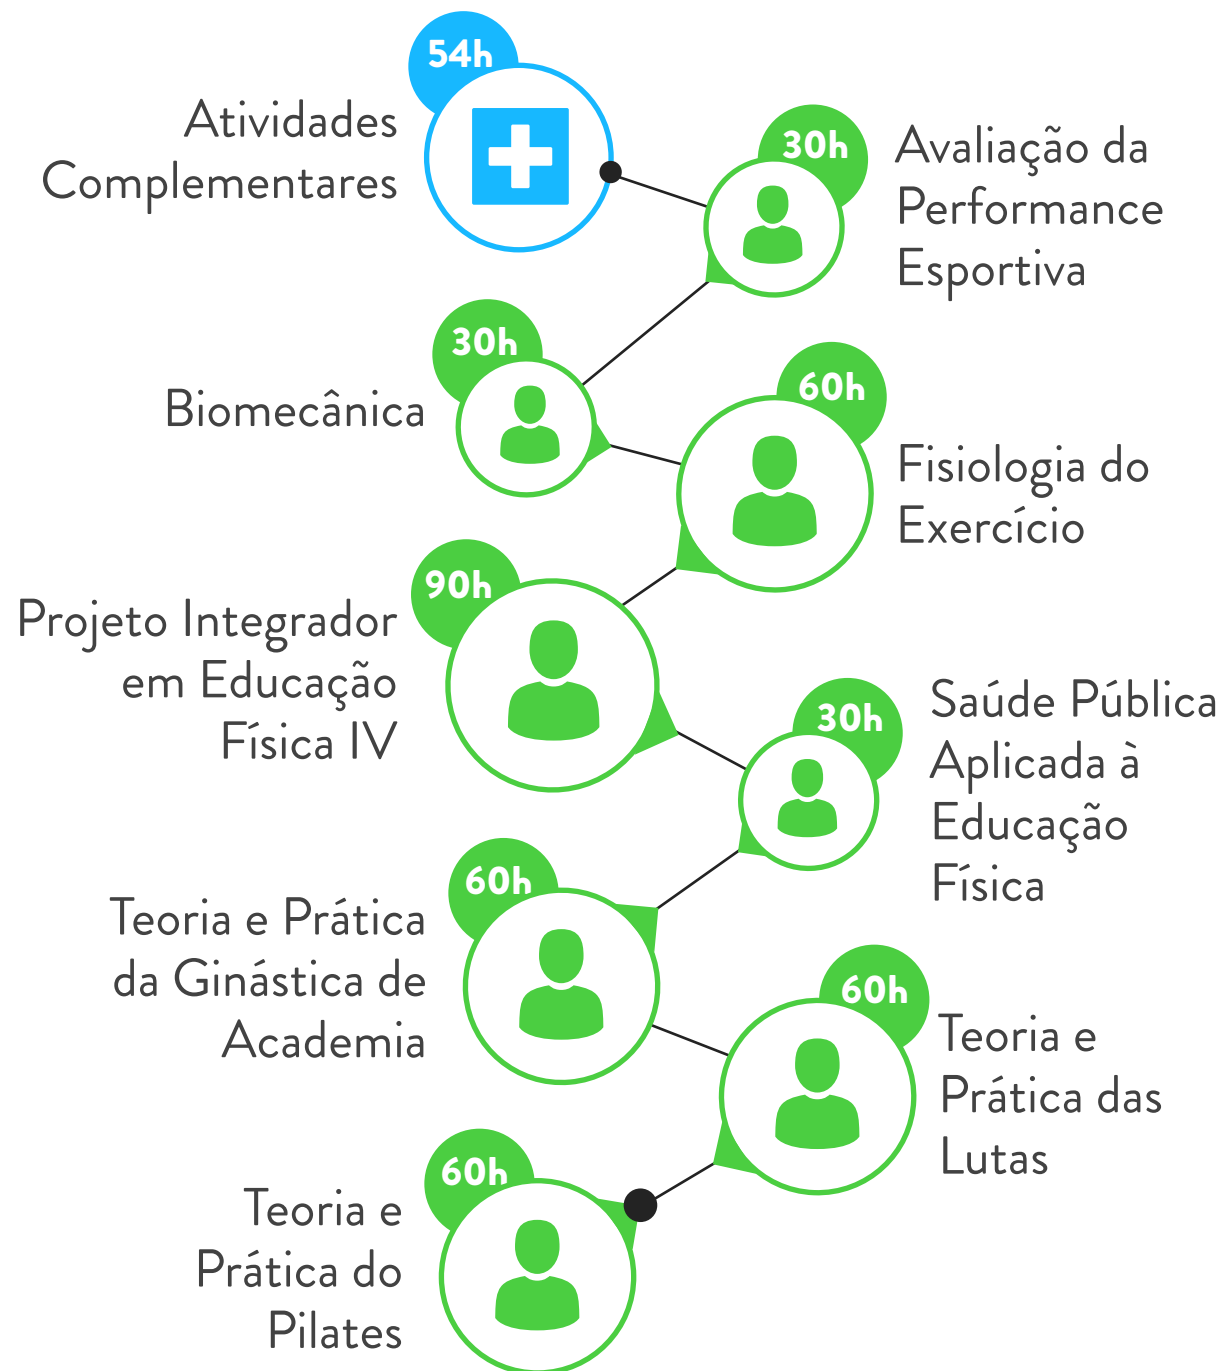 54h
Atividades
Complementares
30h
Avaliação da
Performance
Esportiva
30h
Biomecânica
60h
Fisiologia do
Exercício
90h
Projeto Integrador
em Educação
Física IV
30h
Saúde Pública
Aplicada à
Educação
Física
60h
Teoria e Prática
da Ginástica de
Academia
60h
Teoria e
Prática das
Lutas
60h
Teoria e
Prática do
Pilates